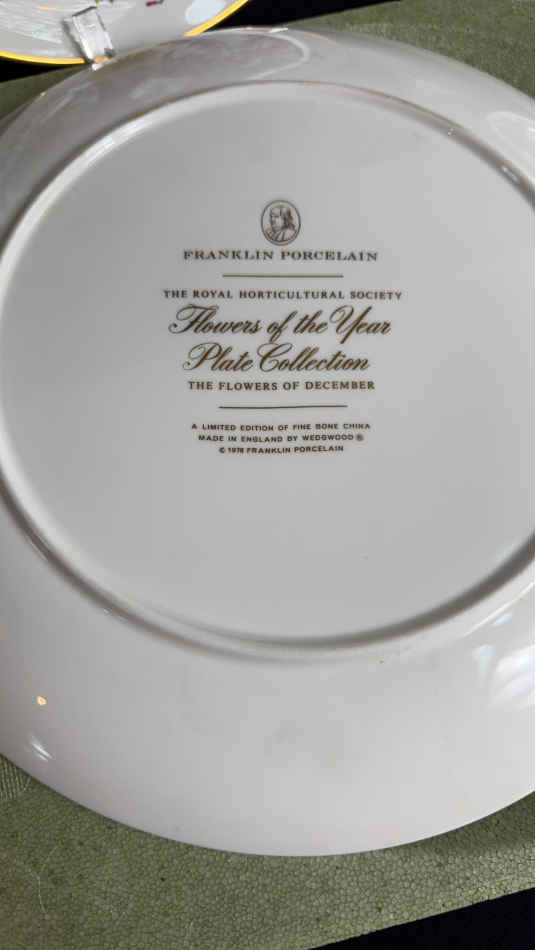 FRANKLIN PORCELAIN
THE ROYAL HORTICULTURAL SOCIETY
Flowers of the Year
Plate Collection
THE FLOWERS OF DECEMBER
A LIMITED EDITION OF FINE BONE CHINA
MADE IN ENGLAND BY WEDGWOOD ®
© 1978 FRANKLIN PORCELAIN